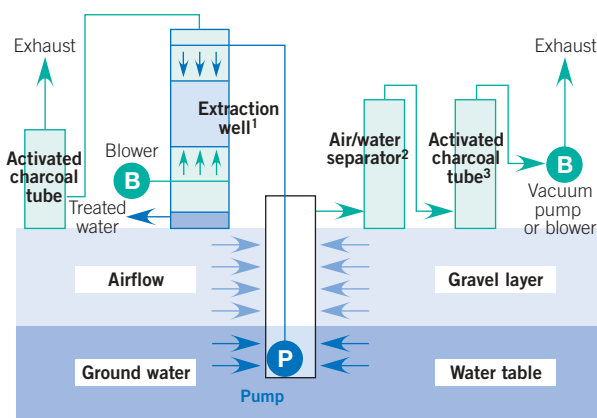 Exhaust
Exhaust
Extraction
well1
Blower
B
Activated
charcoal
tube
Treated
water
Air/water
separator2
Activated
charcoal
tube3
B
Vacuum
pump
or blower
Airflow
Gravel layer
P
Ground water
Water table
Pump